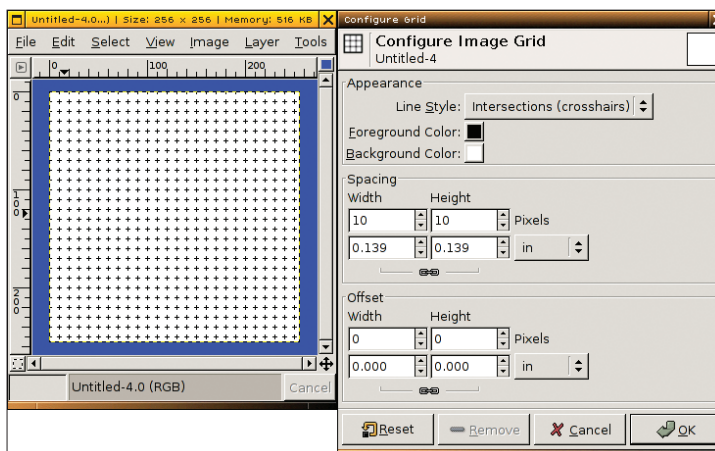 Untitled-4.0...) | Size: 256 x 256 | Memory: 516 KB
File Edit Select View Image Layer Tools
0 100 200
0
100
200
Untitled-4.0 (RGB) Cancel
Configure Grid
Configure Image Grid
Untitled-4
Appearance
Line Style: Intersections (crosshairs)
Foreground Color:
Background Color:
Spacing
Width Height
10 10 Pixels
0.139 0.139 in
Offset
Width Height
0 0 Pixels
0.000 0.000 in
Reset Remove Cancel OK